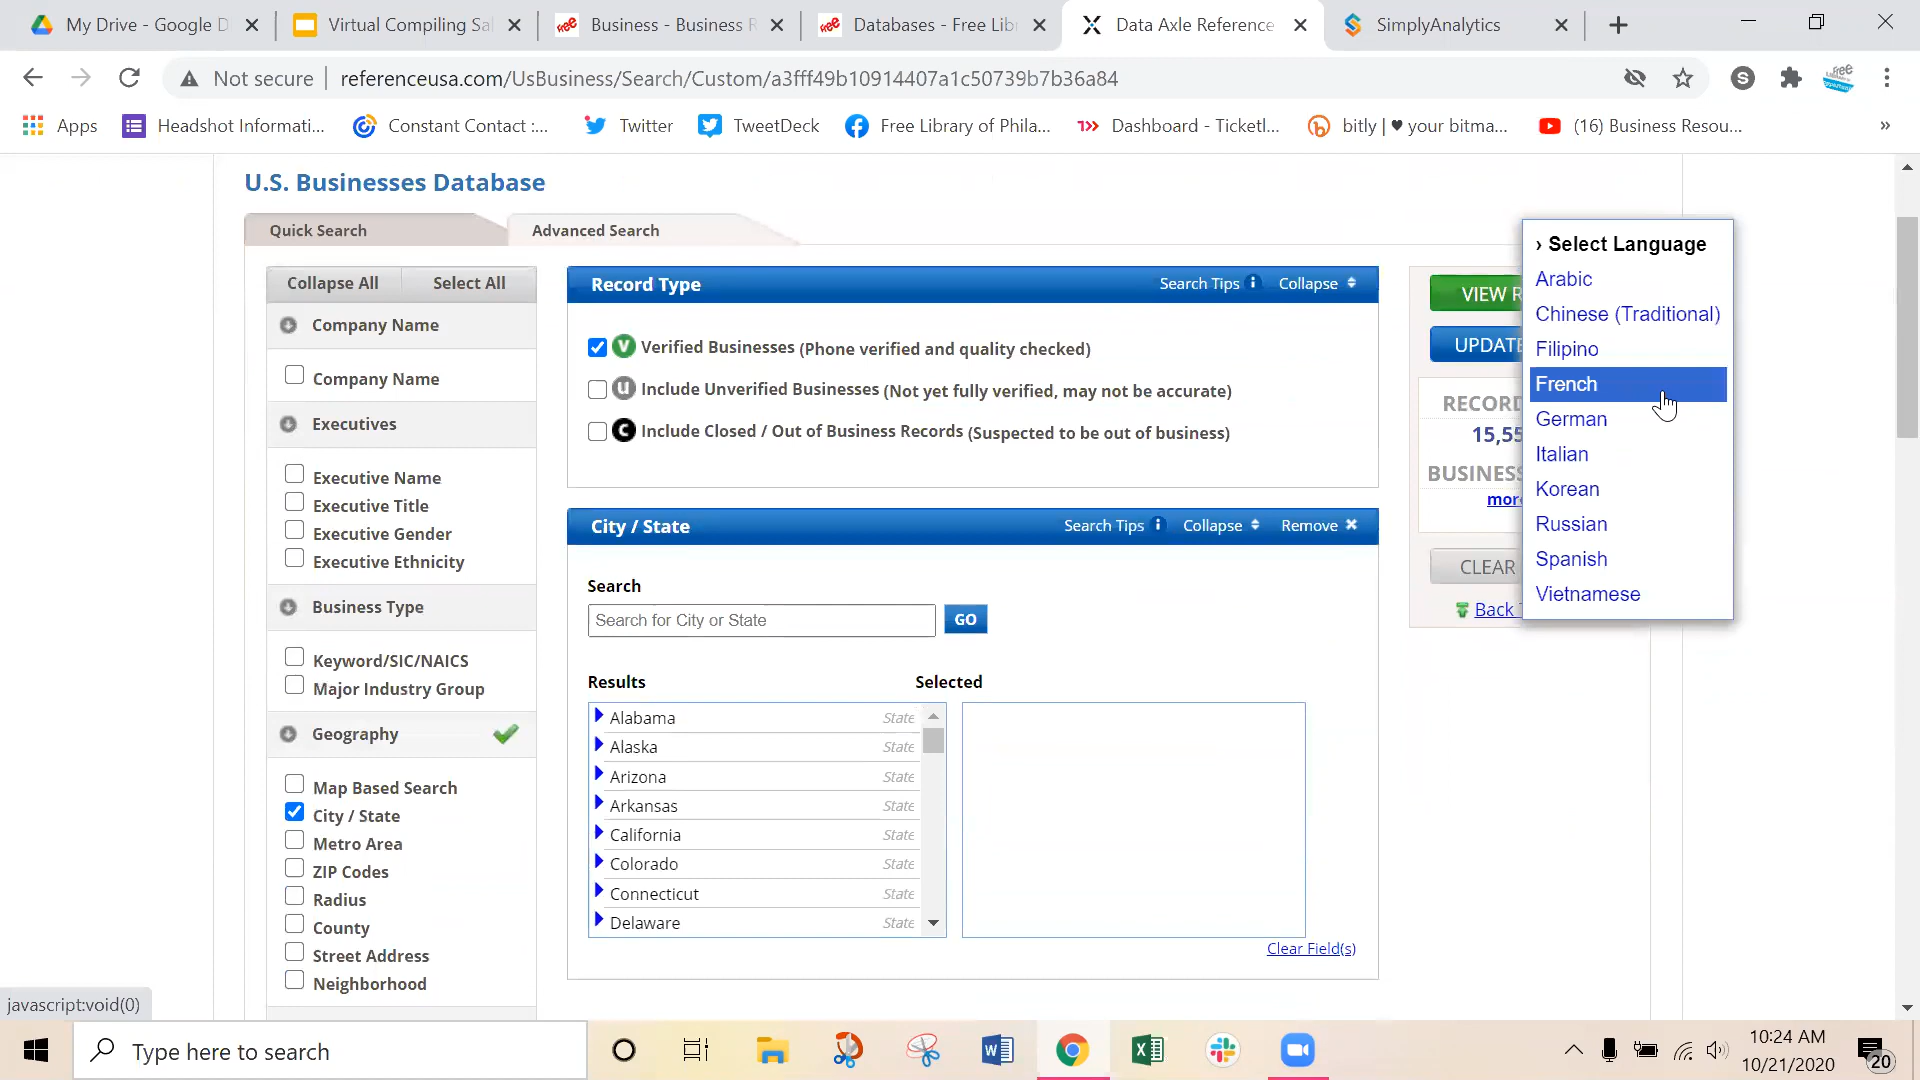 My Drive - Google D
Virtual Compiling Sal
Business - Business R
Databases - Free Lib
Data Axle Reference
SimplyAnalytics
Not secure
referenceusa.com/UsBusiness/Search/Custom/a3fff49b10914407a1c50739b7b36a84
S
Apps
Headshot Informati...
Constant Contact :...
Twitter
TweetDeck
Free Library of Phila...
Dashboard - Ticketl...
bitly | ♥ your bitma...
(16) Business Resou...
»
U.S. Businesses Database
Quick Search
Advanced Search
Collapse All
Select All
Company Name
Company Name
Executives
Executive Name
Executive Title
Executive Gender
Executive Ethnicity
Business Type
Keyword/SIC/NAICS
Major Industry Group
Geography
Map Based Search
City / State
Metro Area
ZIP Codes
Radius
County
Street Address
Neighborhood
Record Type
Search Tips
Collapse
Verified Businesses (Phone verified and quality checked)
Include Unverified Businesses (Not yet fully verified, may not be accurate)
Include Closed / Out of Business Records (Suspected to be out of business)
City / State
Search Tips
Collapse
Remove
Search
Search for City or State
GO
Results
Selected
Alabama State
Alaska State
Arizona State
Arkansas State
California State
Colorado State
Connecticut State
Delaware State
Clear Field(s)
VIEW R
UPDATE
RECORD
15,55
BUSINESS
mor
CLEAR
Back
› Select Language
Arabic
Chinese (Traditional)
Filipino
French
German
Italian
Korean
Russian
Spanish
Vietnamese
javascript:void(0)
Type here to search
10:24 AM
10/21/2020
20